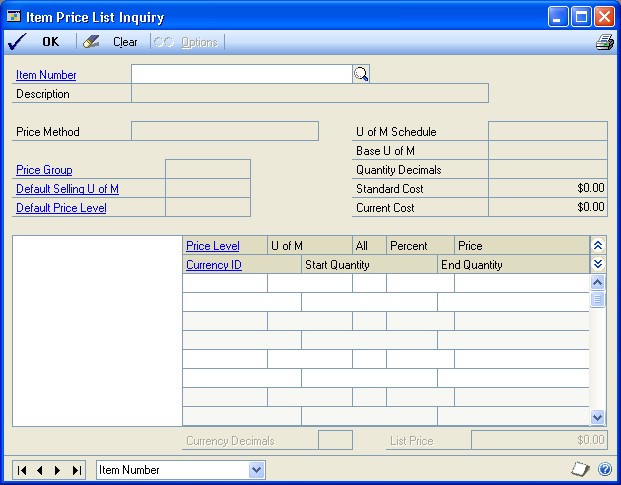 Item Price List Inquiry
OK Clear Options
Item Number
Description
Price Method U of M Schedule
Base U of M
Price Group Quantity Decimals
Default Selling U of M Standard Cost $0.00
Default Price Level Current Cost $0.00
Price Level U of M All Percent Price
Currency ID Start Quantity End Quantity
Currency Decimals List Price $0.00
Item Number